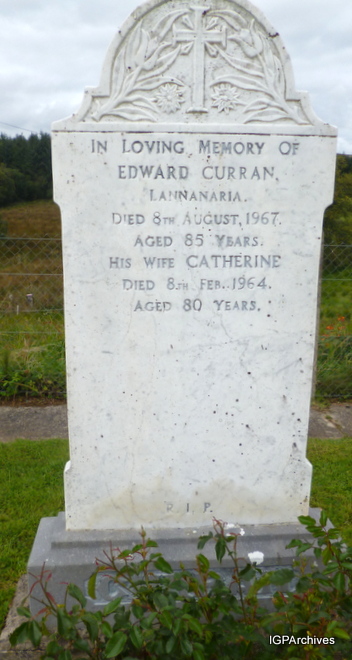 IN LOVING MEMORY OF
EDWARD CURRAN,
LANNANARIA.
DIED 8TH AUGUST, 1967.
AGED 85 YEARS.
HIS WIFE CATHERINE
DIED 8TH FEB. 1964.
AGED 80 YEARS.
R.I.P.
IGPArchives